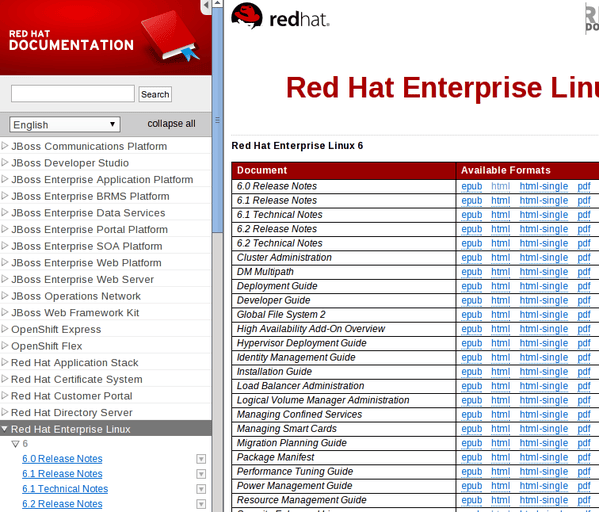 RED HAT
DOCUMENTATION
Search
English
collapse all
JBoss Communications Platform
JBoss Developer Studio
JBoss Enterprise Application Platform
JBoss Enterprise BRMS Platform
JBoss Enterprise Data Services
JBoss Enterprise Portal Platform
JBoss Enterprise SOA Platform
JBoss Enterprise Web Platform
JBoss Enterprise Web Server
JBoss Operations Network
JBoss Web Framework Kit
OpenShift Express
OpenShift Flex
Red Hat Application Stack
Red Hat Certificate System
Red Hat Customer Portal
Red Hat Directory Server
Red Hat Enterprise Linux
6
6.0 Release Notes
6.1 Release Notes
6.1 Technical Notes
6.2 Release Notes
redhat.
Red Hat Enterprise
Red Hat Enterprise Linux 6
Document Available Formats
6.0 Release Notes epub html html-single pdf
6.1 Release Notes epub html html-single pdf
6.1 Technical Notes epub html html-single pdf
6.2 Release Notes epub html html-single pdf
6.2 Technical Notes epub html html-single pdf
Cluster Administration epub html html-single pdf
DM Multipath epub html html-single pdf
Deployment Guide epub html html-single pdf
Developer Guide epub html html-single pdf
Global File System 2 epub html html-single pdf
High Availability Add-On Overview epub html html-single pdf
Hypervisor Deployment Guide epub html html-single pdf
Identity Management Guide epub html html-single pdf
Installation Guide epub html html-single pdf
Load Balancer Administration epub html html-single pdf
Logical Volume Manager Administration epub html html-single pdf
Managing Confined Services epub html html-single pdf
Managing Smart Cards epub html html-single pdf
Migration Planning Guide epub html html-single pdf
Package Manifest epub html html-single pdf
Performance Tuning Guide epub html html-single pdf
Power Management Guide epub html html-single pdf
Resource Management Guide epub html html-single pdf